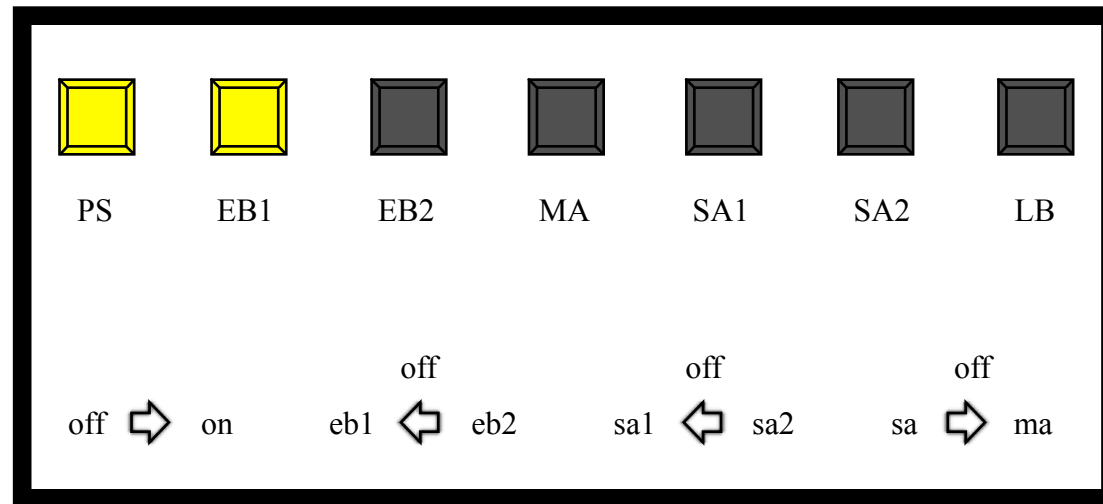 PS EB1 EB2 MA SA1 SA2 LB
off off off
off on eb1 eb2 sa1 sa2 sa ma